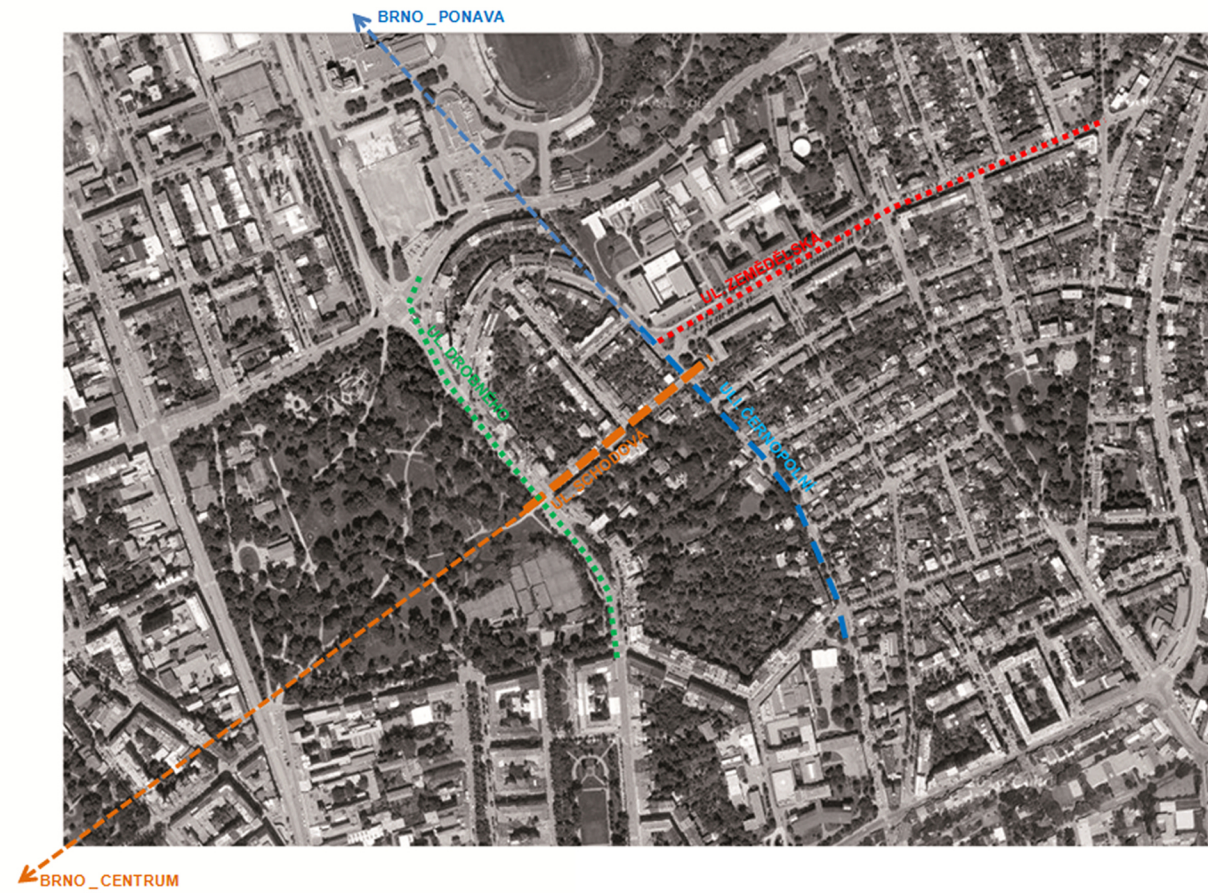 BRNO_PONAVA
UL. ZEMĚDĚLSKÁ
UL. DROBNÉHO
UL. ČERNOPOLNÍ
UL. SCHODOVÁ
BRNO_CENTRUM